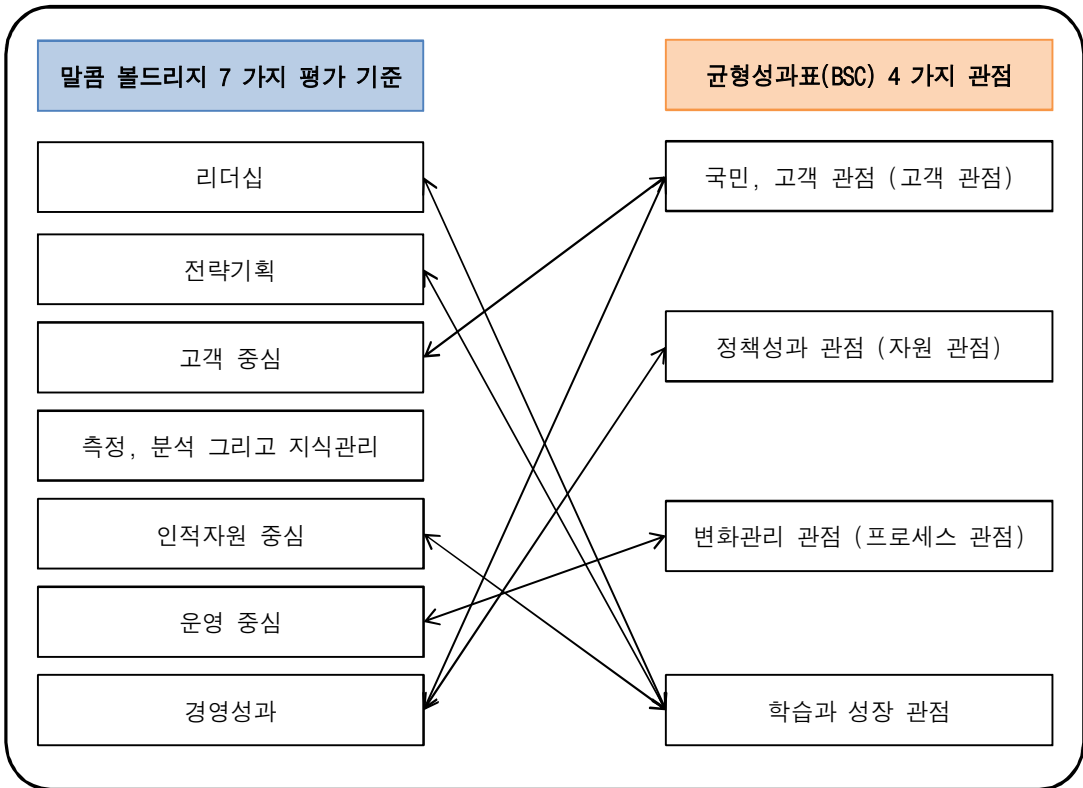 말콤 볼드리지 7 가지 평가 기준
리더십
전략기획
고객 중심
측정, 분석 그리고 지식관리
인적자원 중심
운영 중심
경영성과
균형성과표(BSC) 4 가지 관점
국민, 고객 관점 (고객 관점)
정책성과 관점 (자원 관점)
변화관리 관점 (프로세스 관점)
학습과 성장 관점